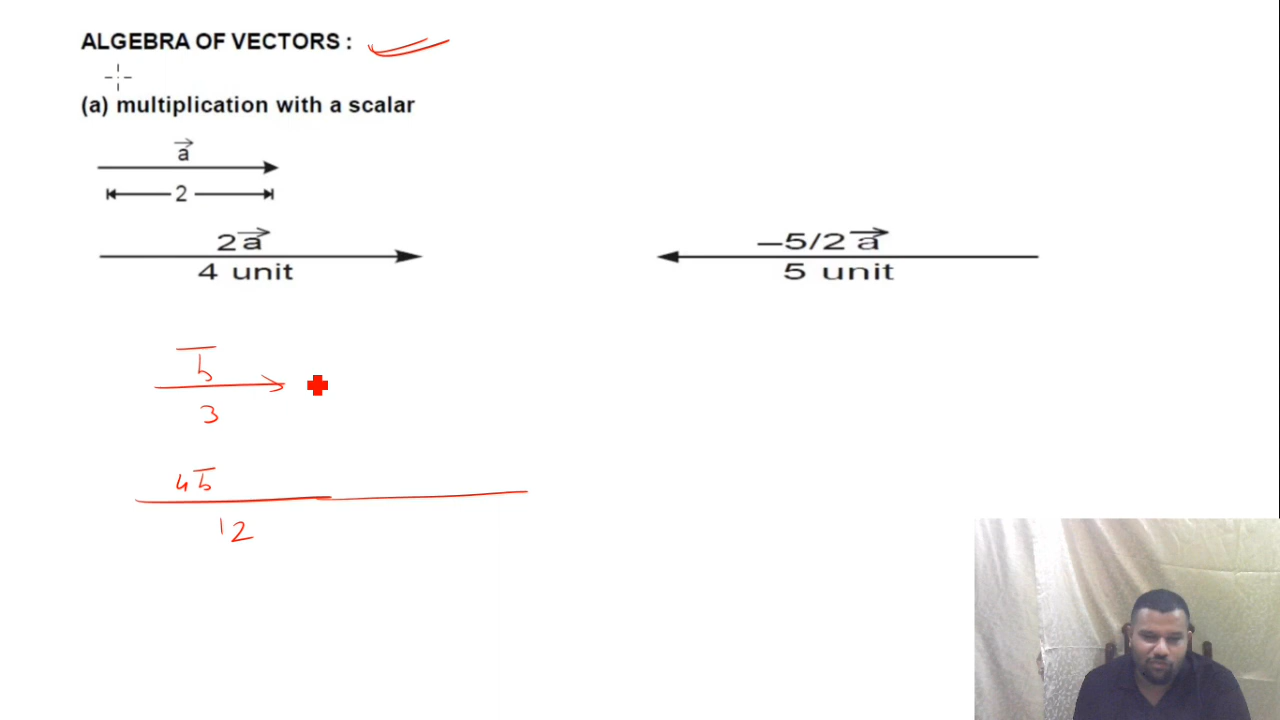 ALGEBRA OF VECTORS :
(a) multiplication with a scalar
a⃗
2
2a⃗
4 unit
–5/2 a⃗
5 unit
b̅
3
4b̅
12